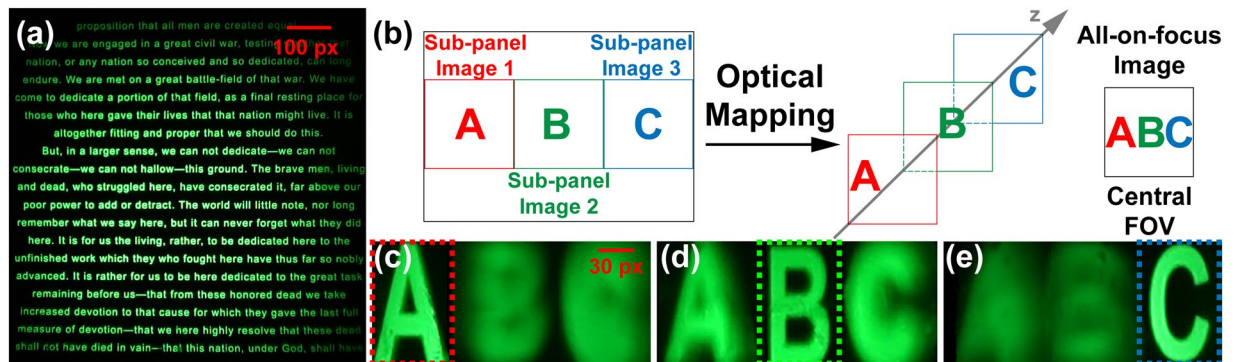 (a)
proposition that all men are created equal
100 px
Now we are engaged in a great civil war, testing
nation, or any nation so conceived and so dedicated, can long
endure. We are met on a great battle-field of that war. We have
come to dedicate a portion of that field, as a final resting place for
those who here gave their lives that that nation might live. It is
altogether fitting and proper that we should do this.
But, in a larger sense, we can not dedicate—we can not
consecrate—we can not hallow—this ground. The brave men, living
and dead, who struggled here, have consecrated it, far above our
poor power to add or detract. The world will little note, nor long
remember what we say here, but it can never forget what they did
here. It is for us the living, rather, to be dedicated here to the
unfinished work which they who fought here have thus far so nobly
advanced. It is rather for us to be here dedicated to the great task
remaining before us—that from these honored dead we take
increased devotion to that cause for which they gave the last full
measure of devotion—that we here highly resolve that these dead
shall not have died in vain—that this nation, under God, shall have
(b)
Sub-panel
Image 1
Sub-panel
Image 3
A B C
Sub-panel
Image 2
Optical
Mapping
z
A
B
C
All-on-focus
Image
ABC
Central
FOV
(c)
A
30 px
(d)
A B C
(e)
C